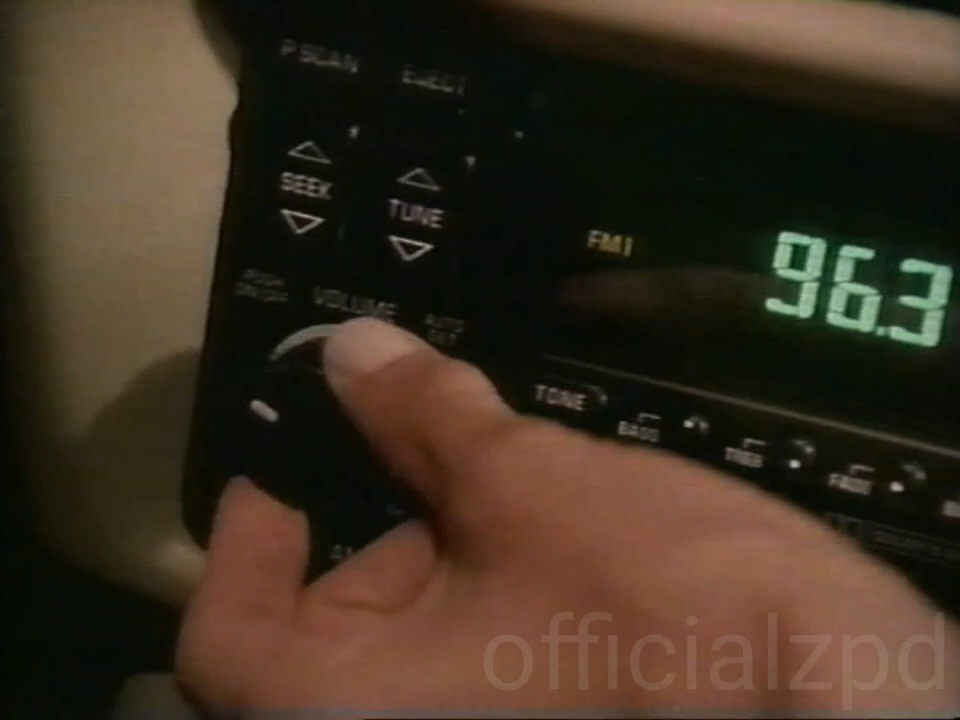 P SCAN EJECT
SEEK
TUNE
FM1
96.3
VOLUME
TONE
BASS
TREB
FADE
officialzpd